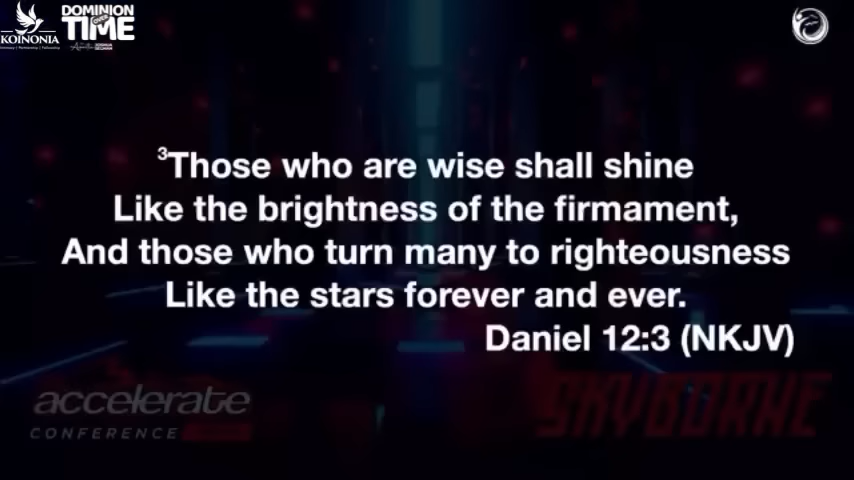 KOINONIA
DOMINION
OVER
TIME
3Those who are wise shall shine
Like the brightness of the firmament,
And those who turn many to righteousness
Like the stars forever and ever.
Daniel 12:3 (NKJV)
accelerate
CONFERENCE
SKYBORNE